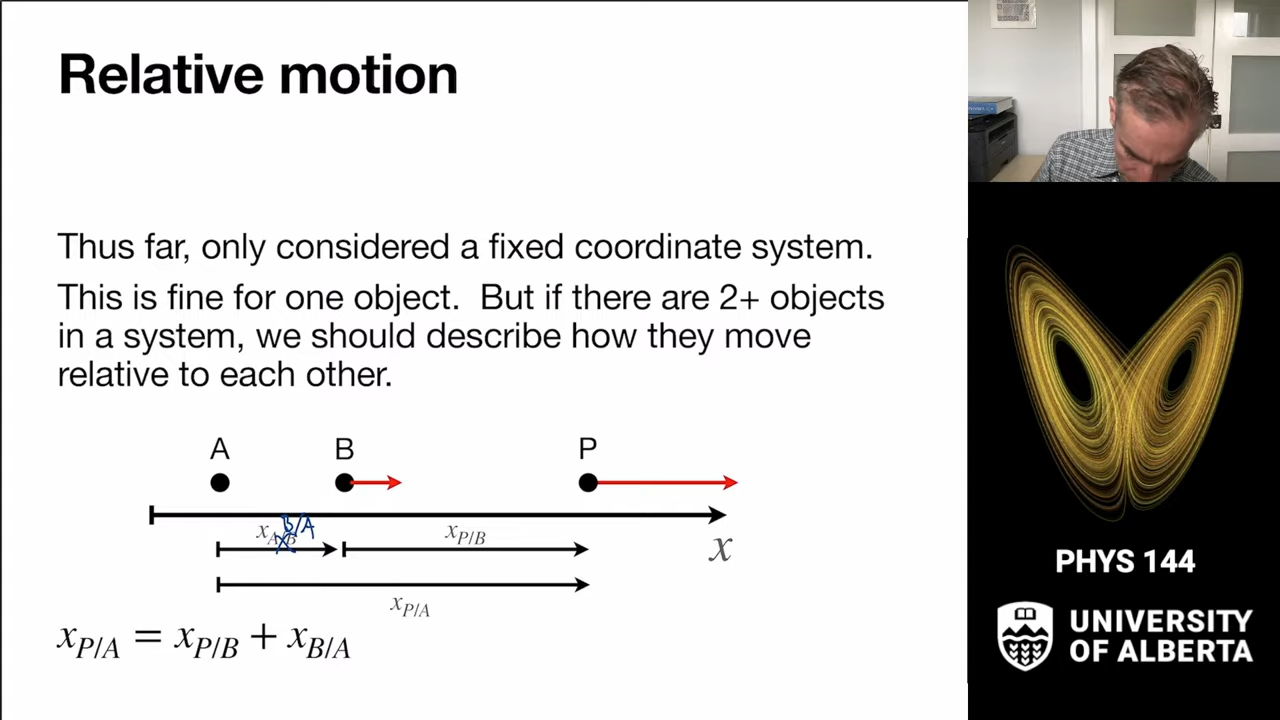 Relative motion
Thus far, only considered a fixed coordinate system.
This is fine for one object. But if there are 2+ objects
in a system, we should describe how they move
relative to each other.
A B P
B/A
x_{P/B}
x
x_{P/A}
x_{P/A} = x_{P/B} + x_{B/A}
PHYS 144
UNIVERSITY
OF ALBERTA